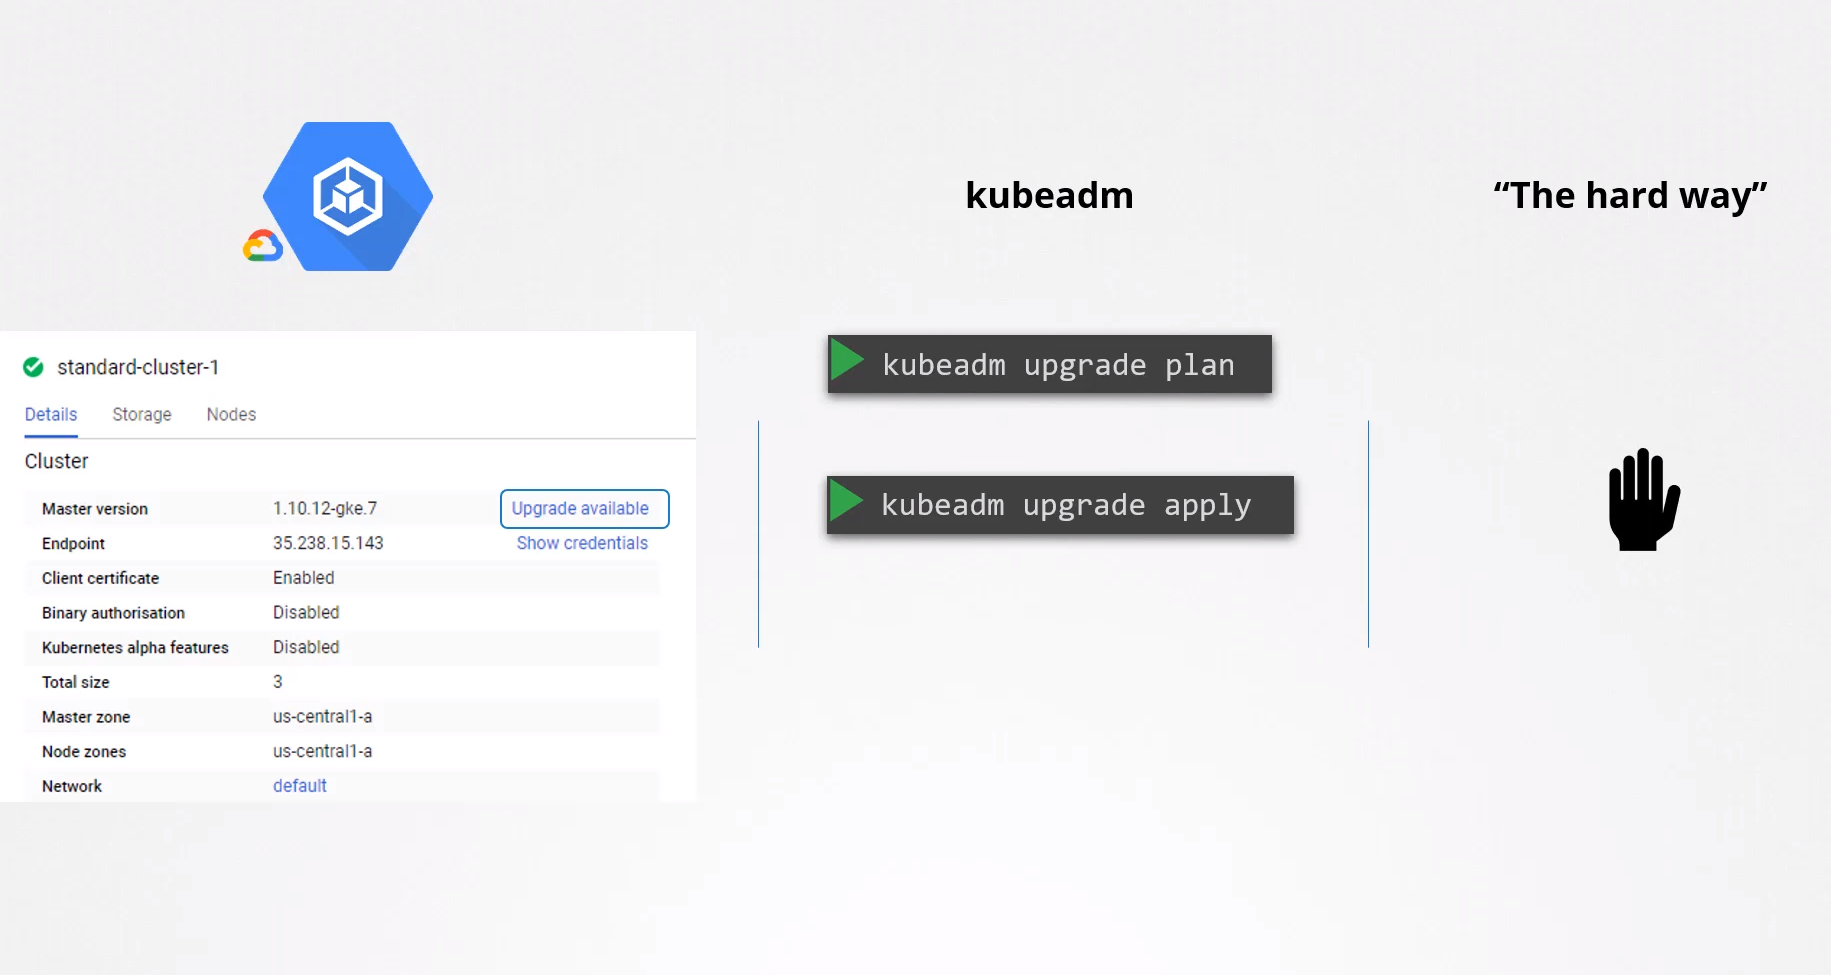 kubeadm
“The hard way”
standard-cluster-1
Details Storage Nodes
Cluster
Master version 1.10.12-gke.7 Upgrade available
Endpoint 35.238.15.143 Show credentials
Client certificate Enabled
Binary authorisation Disabled
Kubernetes alpha features Disabled
Total size 3
Master zone us-central1-a
Node zones us-central1-a
Network default
kubeadm upgrade plan
kubeadm upgrade apply